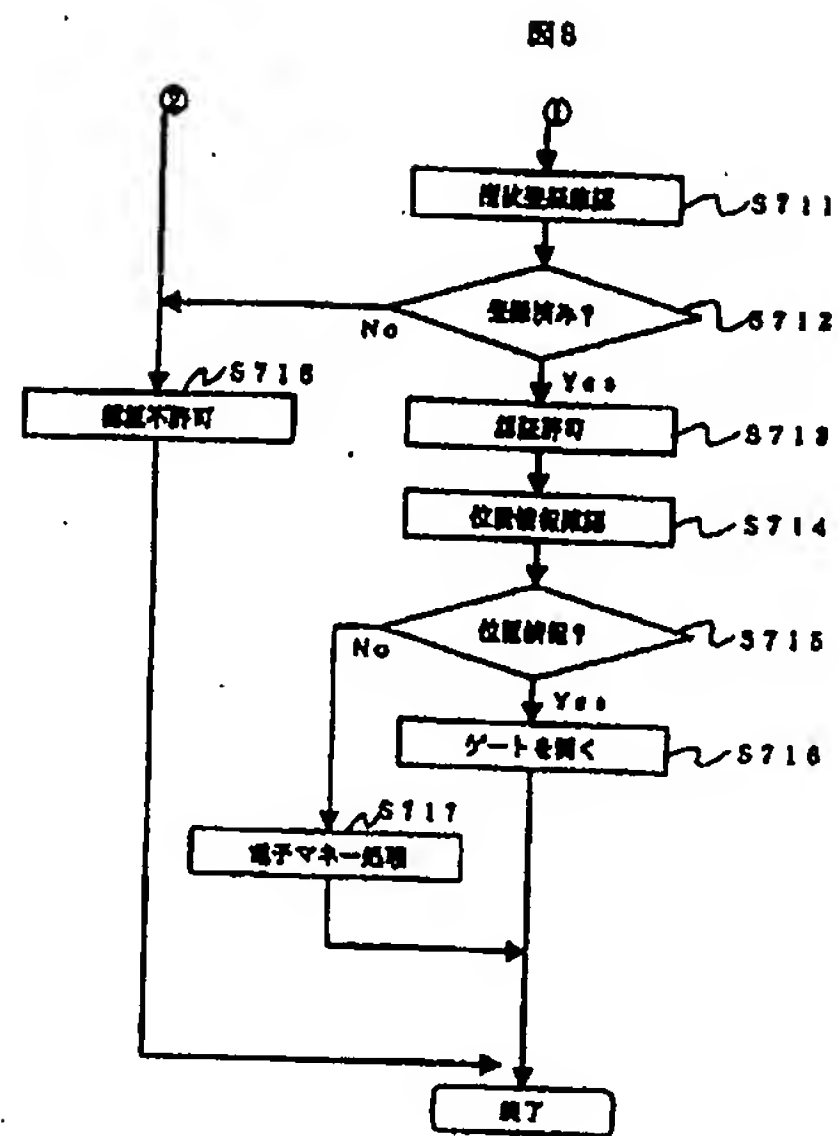 図8
②
①
登録確認
S711
登録済み?
S712
No
Yes
S718
認証不許可
認証許可
S713
位置情報確認
S714
位置情報?
S715
No
Yes
ゲートを開く
S716
S717
電子マネー処理
終了